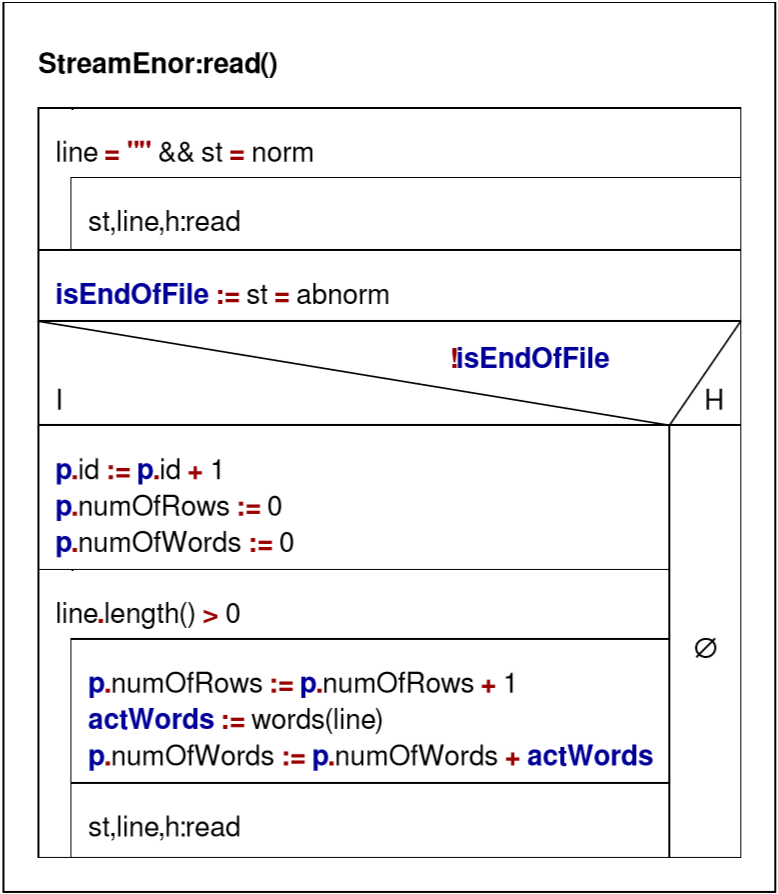 StreamEnor:read()
line = "" && st = norm
st,line,h:read
isEndOfFile := st = abnorm
!isEndOfFile
I
H
p.id := p.id + 1
p.numOfRows := 0
p.numOfWords := 0
line.length() > 0
p.numOfRows := p.numOfRows + 1
actWords := words(line)
p.numOfWords := p.numOfWords + actWords
∅
st,line,h:read